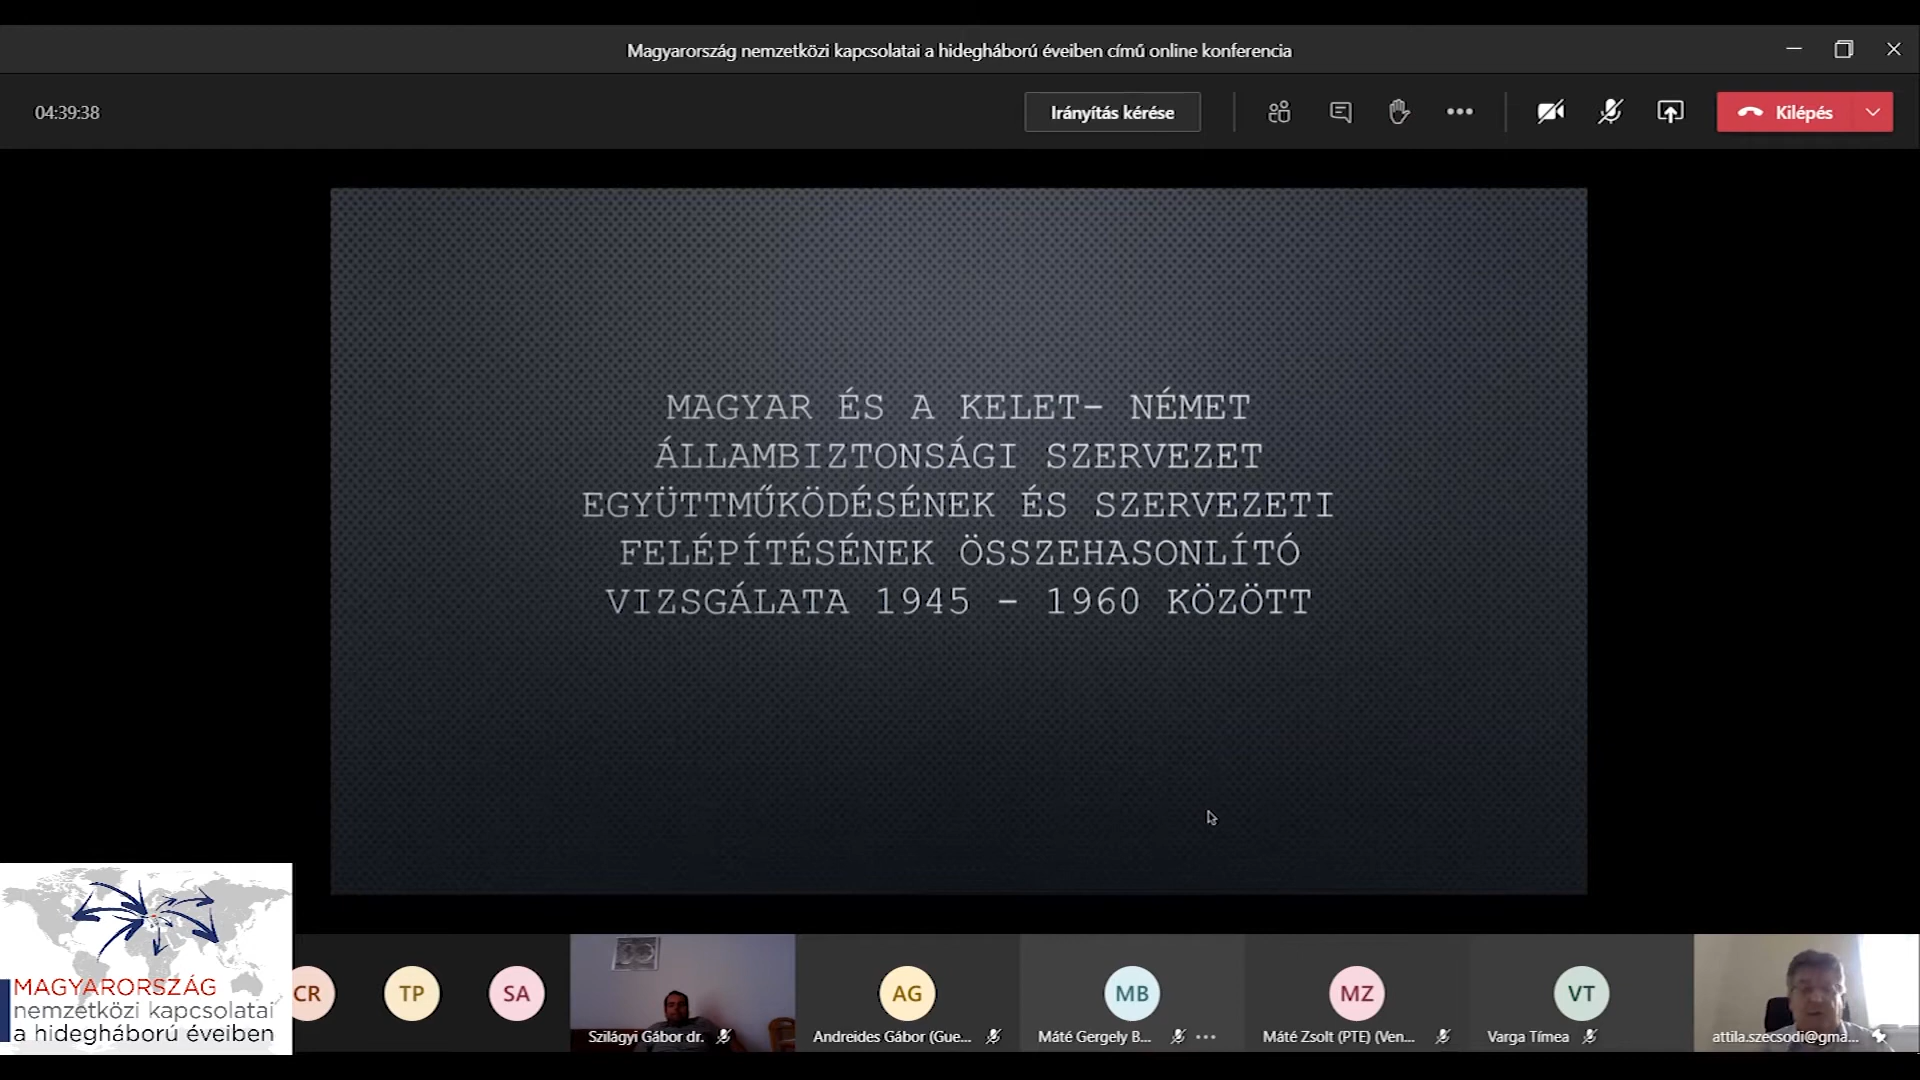 Magyarország nemzetközi kapcsolatai a hidegháború éveiben című online konferencia
04:39:38
Irányítás kérése
Kilépés
MAGYAR ÉS A KELET- NÉMET
ÁLLAMBIZTONSÁGI SZERVEZET
EGYÜTTMŰKÖDÉSÉNEK ÉS SZERVEZETI
FELÉPÍTÉSÉNEK ÖSSZEHASONLÍTÓ
VIZSGÁLATA 1945 - 1960 KÖZÖTT
MAGYARORSZÁG
nemzetközi kapcsolatai
a hidegháború éveiben
CR
TP
SA
Szilágyi Gábor dr.
AG
Andreides Gábor (Gue...
MB
Máté Gergely B...
MZ
Máté Zsolt (PTE) (Ven...
VT
Varga Tímea
attila.szecsodi@gma...